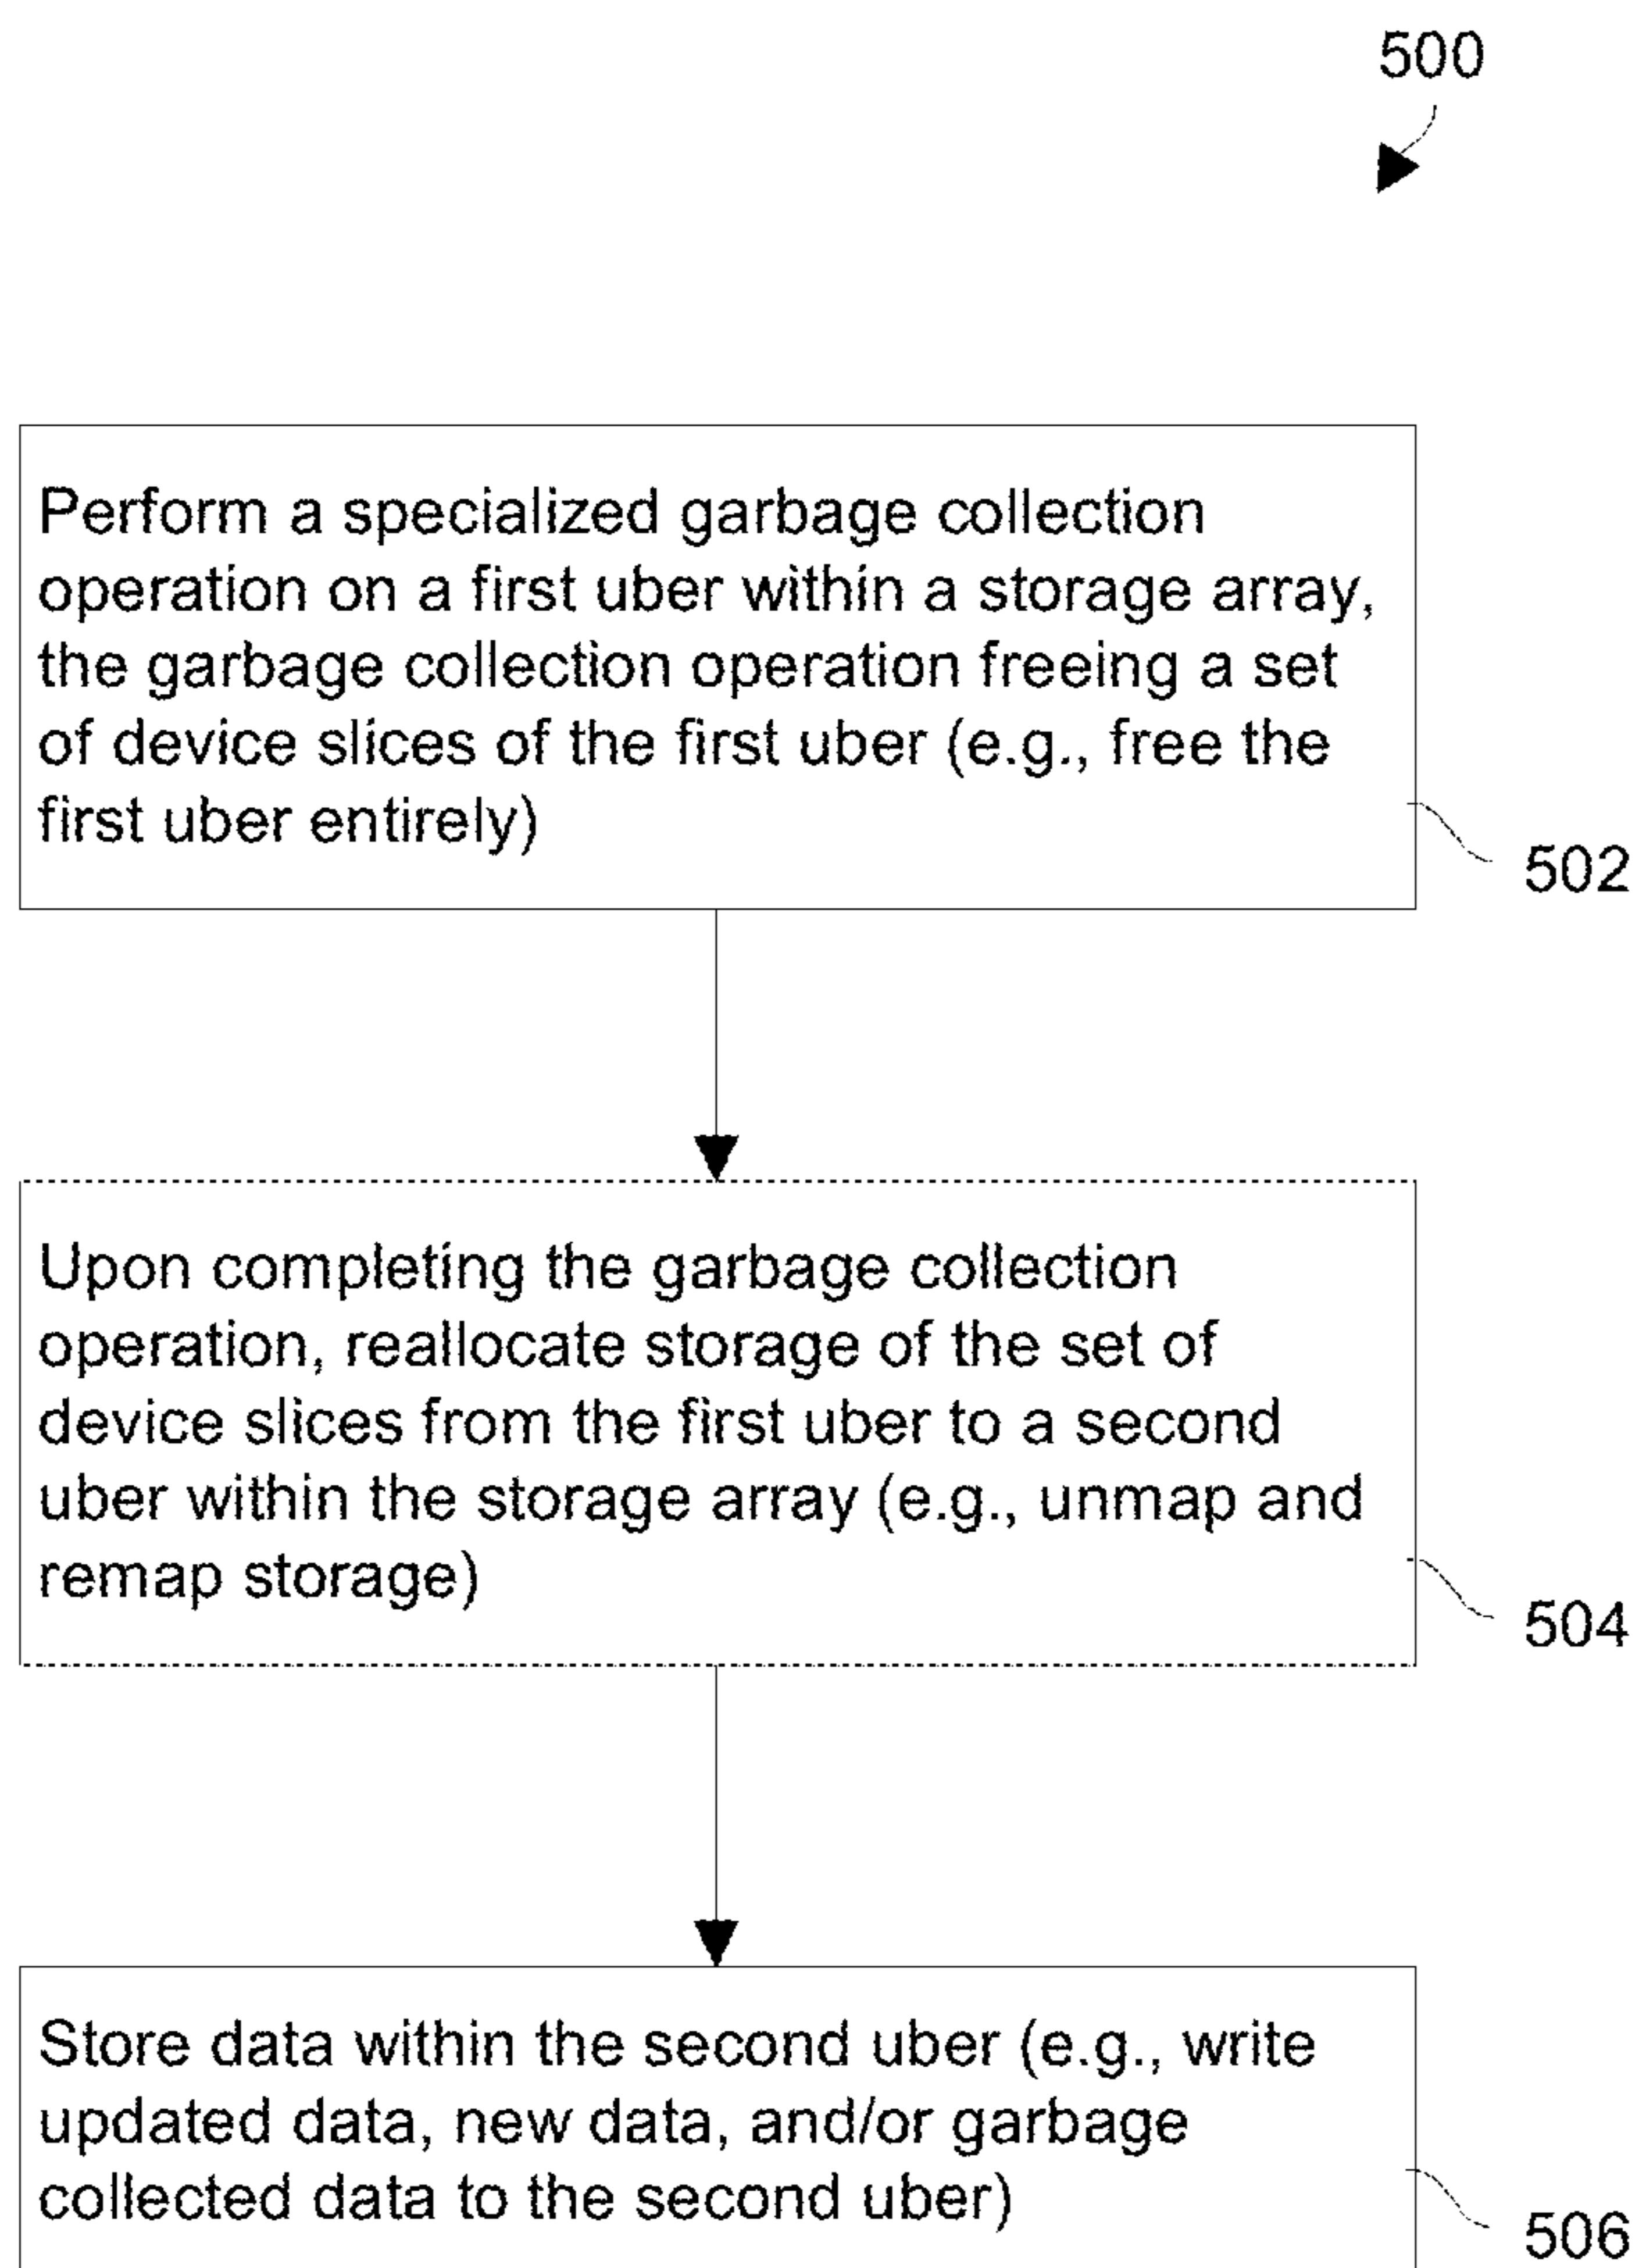 500
Perform a specialized garbage collection
operation on a first uber within a storage array,
the garbage collection operation freeing a set
of device slices of the first uber (e.g., free the
first uber entirely)
502
Upon completing the garbage collection
operation, reallocate storage of the set of
device slices from the first uber to a second
uber within the storage array (e.g., unmap and
remap storage)
504
Store data within the second uber (e.g., write
updated data, new data, and/or garbage
collected data to the second uber)
506